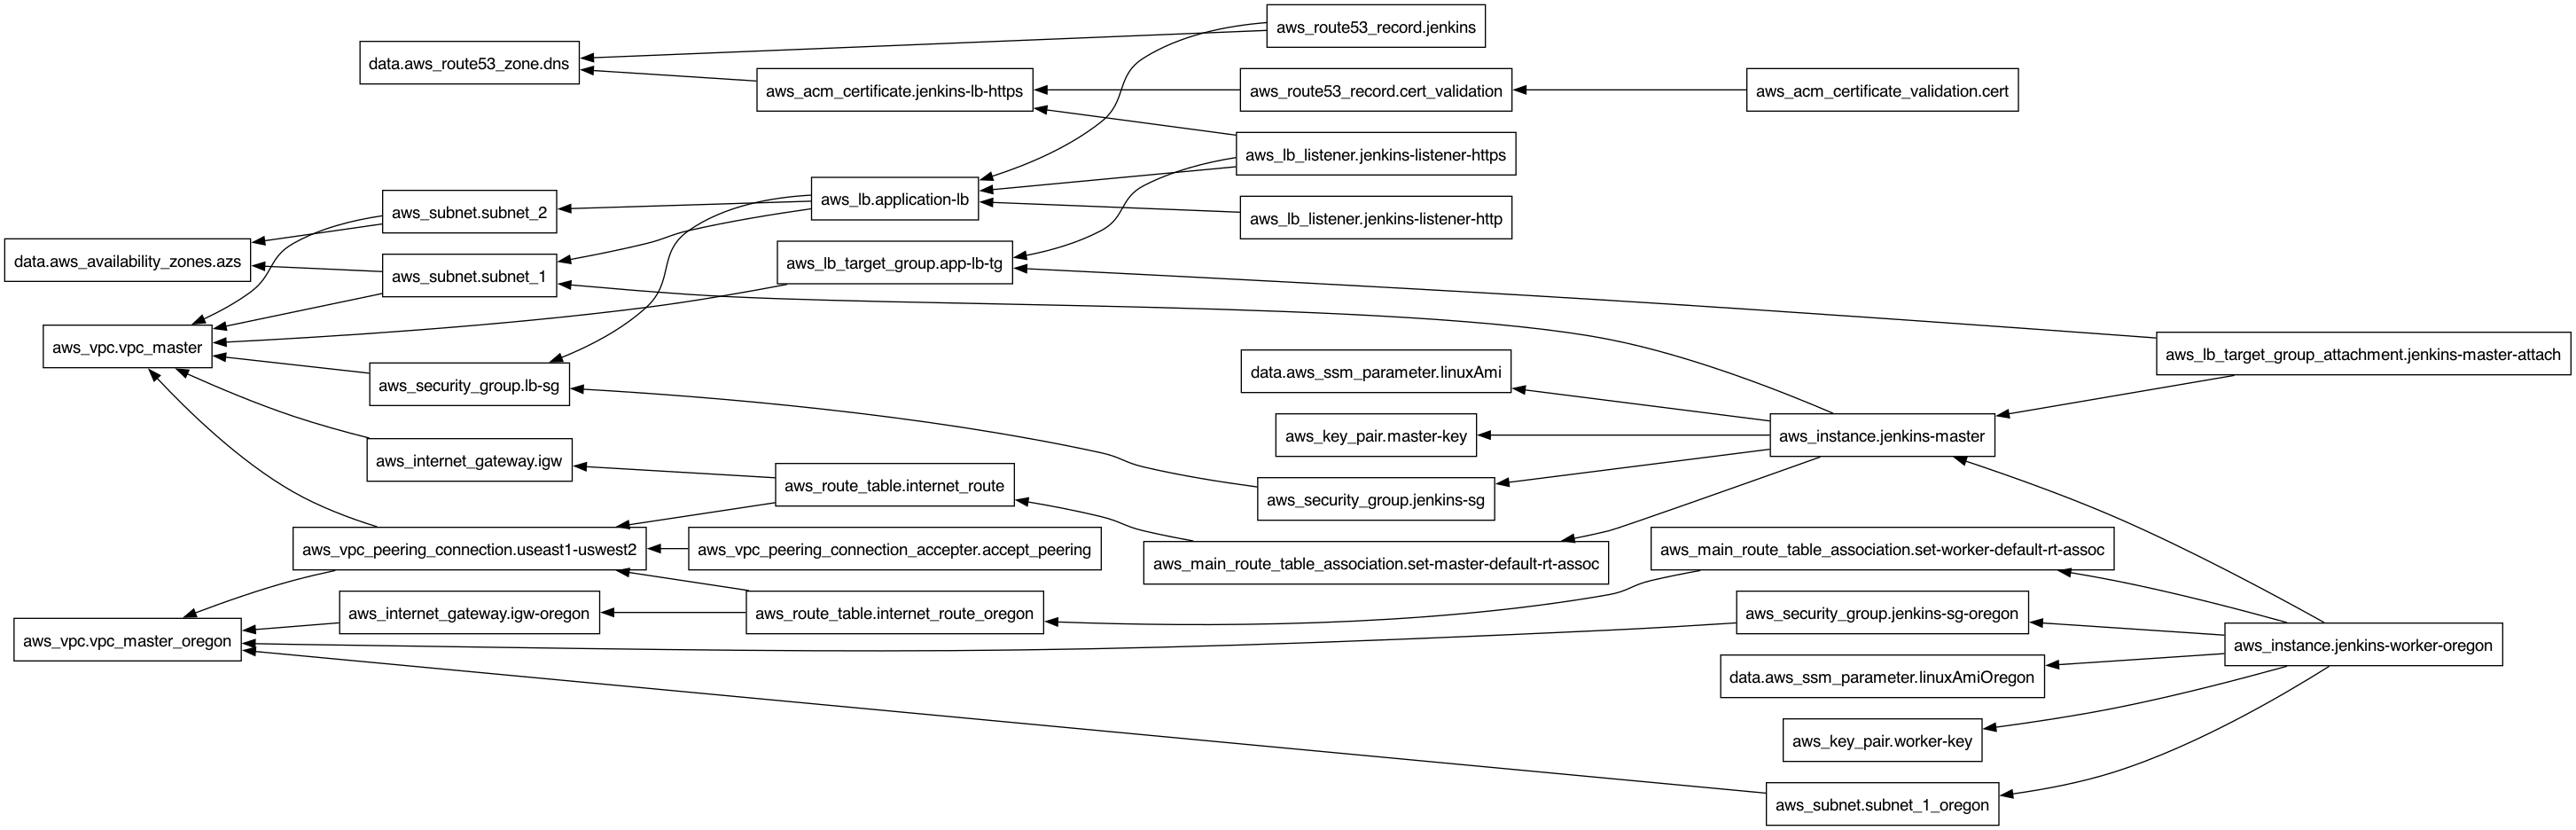 aws_route53_record.jenkins
data.aws_route53_zone.dns
aws_acm_certificate.jenkins-lb-https
aws_route53_record.cert_validation
aws_acm_certificate_validation.cert
aws_lb_listener.jenkins-listener-https
aws_lb.application-lb
aws_subnet.subnet_2
aws_lb_listener.jenkins-listener-http
data.aws_availability_zones.azs
aws_subnet.subnet_1
aws_lb_target_group.app-lb-tg
aws_vpc.vpc_master
aws_lb_target_group_attachment.jenkins-master-attach
data.aws_ssm_parameter.linuxAmi
aws_security_group.lb-sg
aws_key_pair.master-key
aws_instance.jenkins-master
aws_internet_gateway.igw
aws_route_table.internet_route
aws_security_group.jenkins-sg
aws_vpc_peering_connection.useast1-uswest2
aws_vpc_peering_connection_accepter.accept_peering
aws_main_route_table_association.set-master-default-rt-assoc
aws_main_route_table_association.set-worker-default-rt-assoc
aws_internet_gateway.igw-oregon
aws_route_table.internet_route_oregon
aws_security_group.jenkins-sg-oregon
aws_vpc.vpc_master_oregon
aws_instance.jenkins-worker-oregon
data.aws_ssm_parameter.linuxAmiOregon
aws_key_pair.worker-key
aws_subnet.subnet_1_oregon